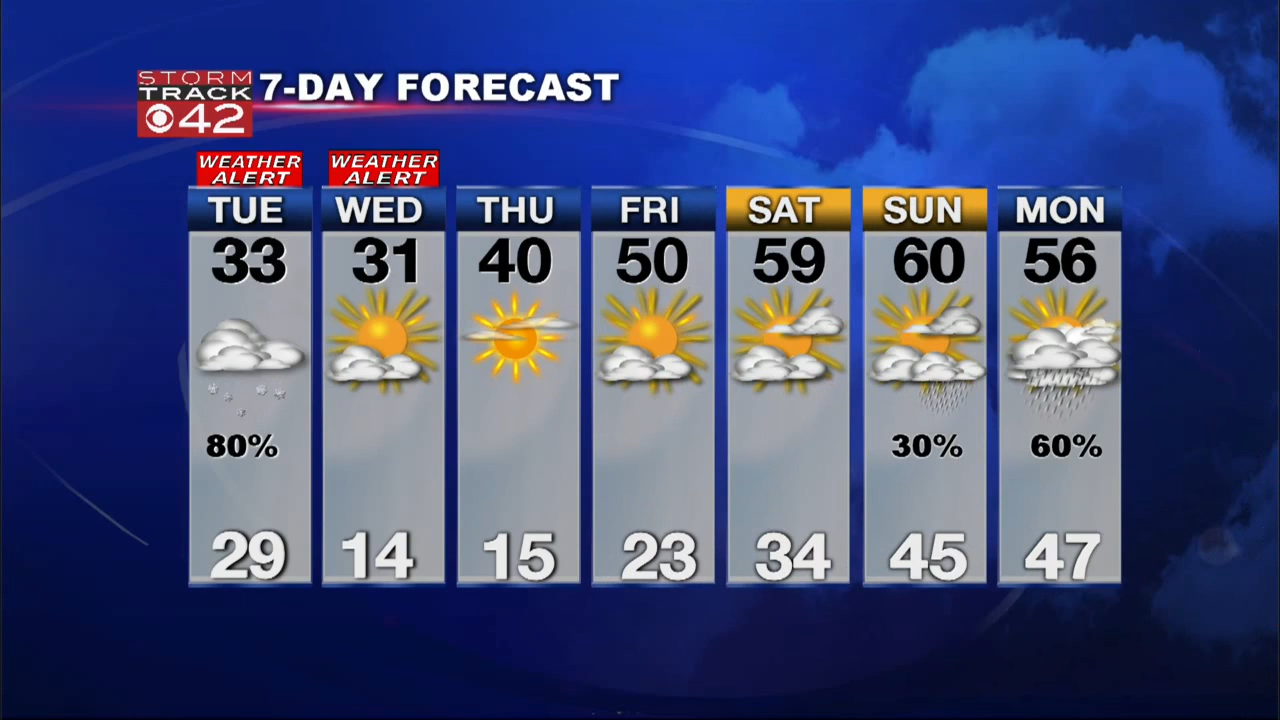 STORM
TRACK
42
7-DAY FORECAST
WEATHER
ALERT
WEATHER
ALERT
TUE WED THU FRI SAT SUN MON
33 31 40 50 59 60 56
80% 30% 60%
29 14 15 23 34 45 47